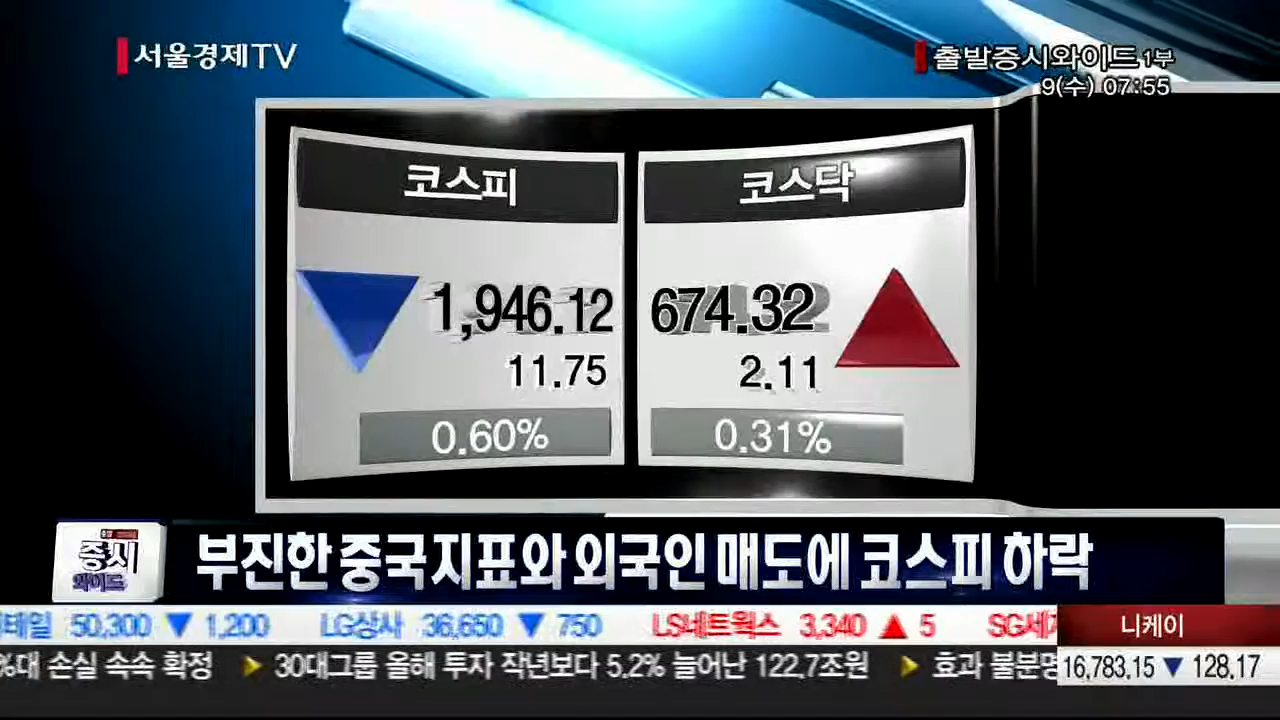 서울경제TV
출발증시와이드 1부
9(수) 07:55
코스피
코스닥
1,946.12
674.32
11.75
2.11
0.60%
0.31%
증시
와이드
부진한 중국지표와 외국인 매도에 코스피 하락
테일 50,300 ▼ 1,200 LG상사 36,650 ▼ 750 LS네트웍스 3,340 ▲ 5 SG세
니케이
%대 손실 속속 확정 ▶ 30대그룹 올해 투자 작년보다 5.2% 늘어난 122.7조원 ▶ 효과 불분명
16,783.15 ▼ 128.17